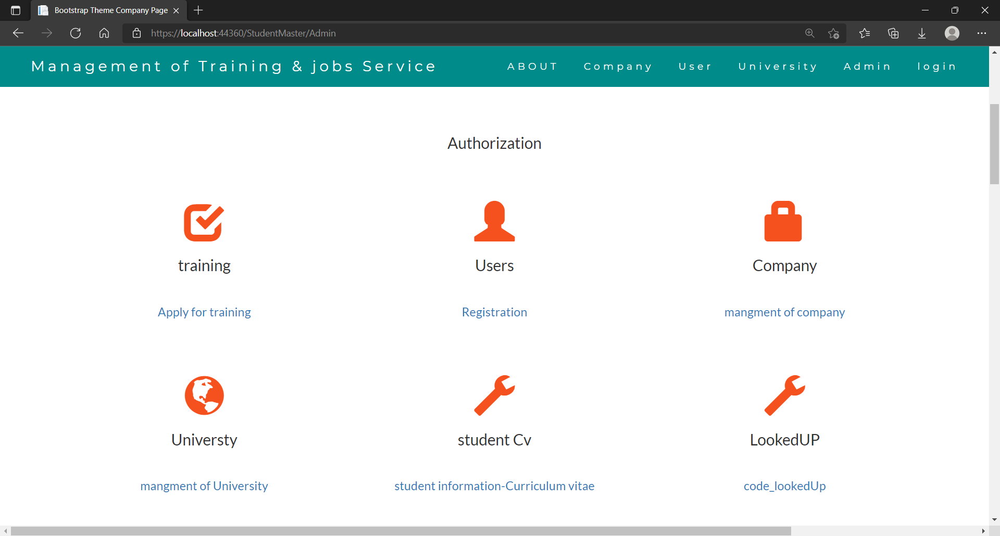 Bootstrap Theme Company Page
https://localhost:44360/StudentMaster/Admin
Management of Training & jobs Service
ABOUT Company User University Admin login
Authorization
training Users Company
Apply for training Registration mangment of company
Universty student Cv LookedUP
mangment of University student information-Curriculum vitae code_lookedUp